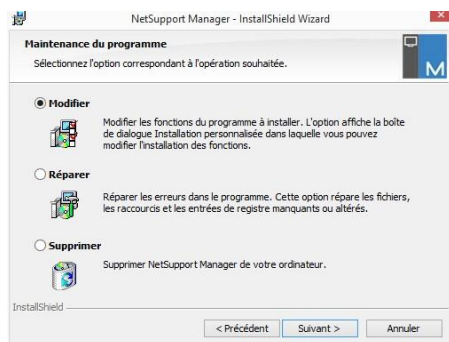 NetSupport Manager - InstallShield Wizard
Maintenance du programme
Sélectionnez l'option correspondant à l'opération souhaitée.
M
Modifier
Modifier les fonctions du programme à installer. L'option affiche la boîte
de dialogue Installation personnalisée dans laquelle vous pouvez
modifier l'installation des fonctions.
Réparer
Réparer les erreurs dans le programme. Cette option répare les fichiers,
les raccourcis et les entrées de registre manquants ou altérés.
Supprimer
Supprimer NetSupport Manager de votre ordinateur.
InstallShield
< Précédent Suivant > Annuler